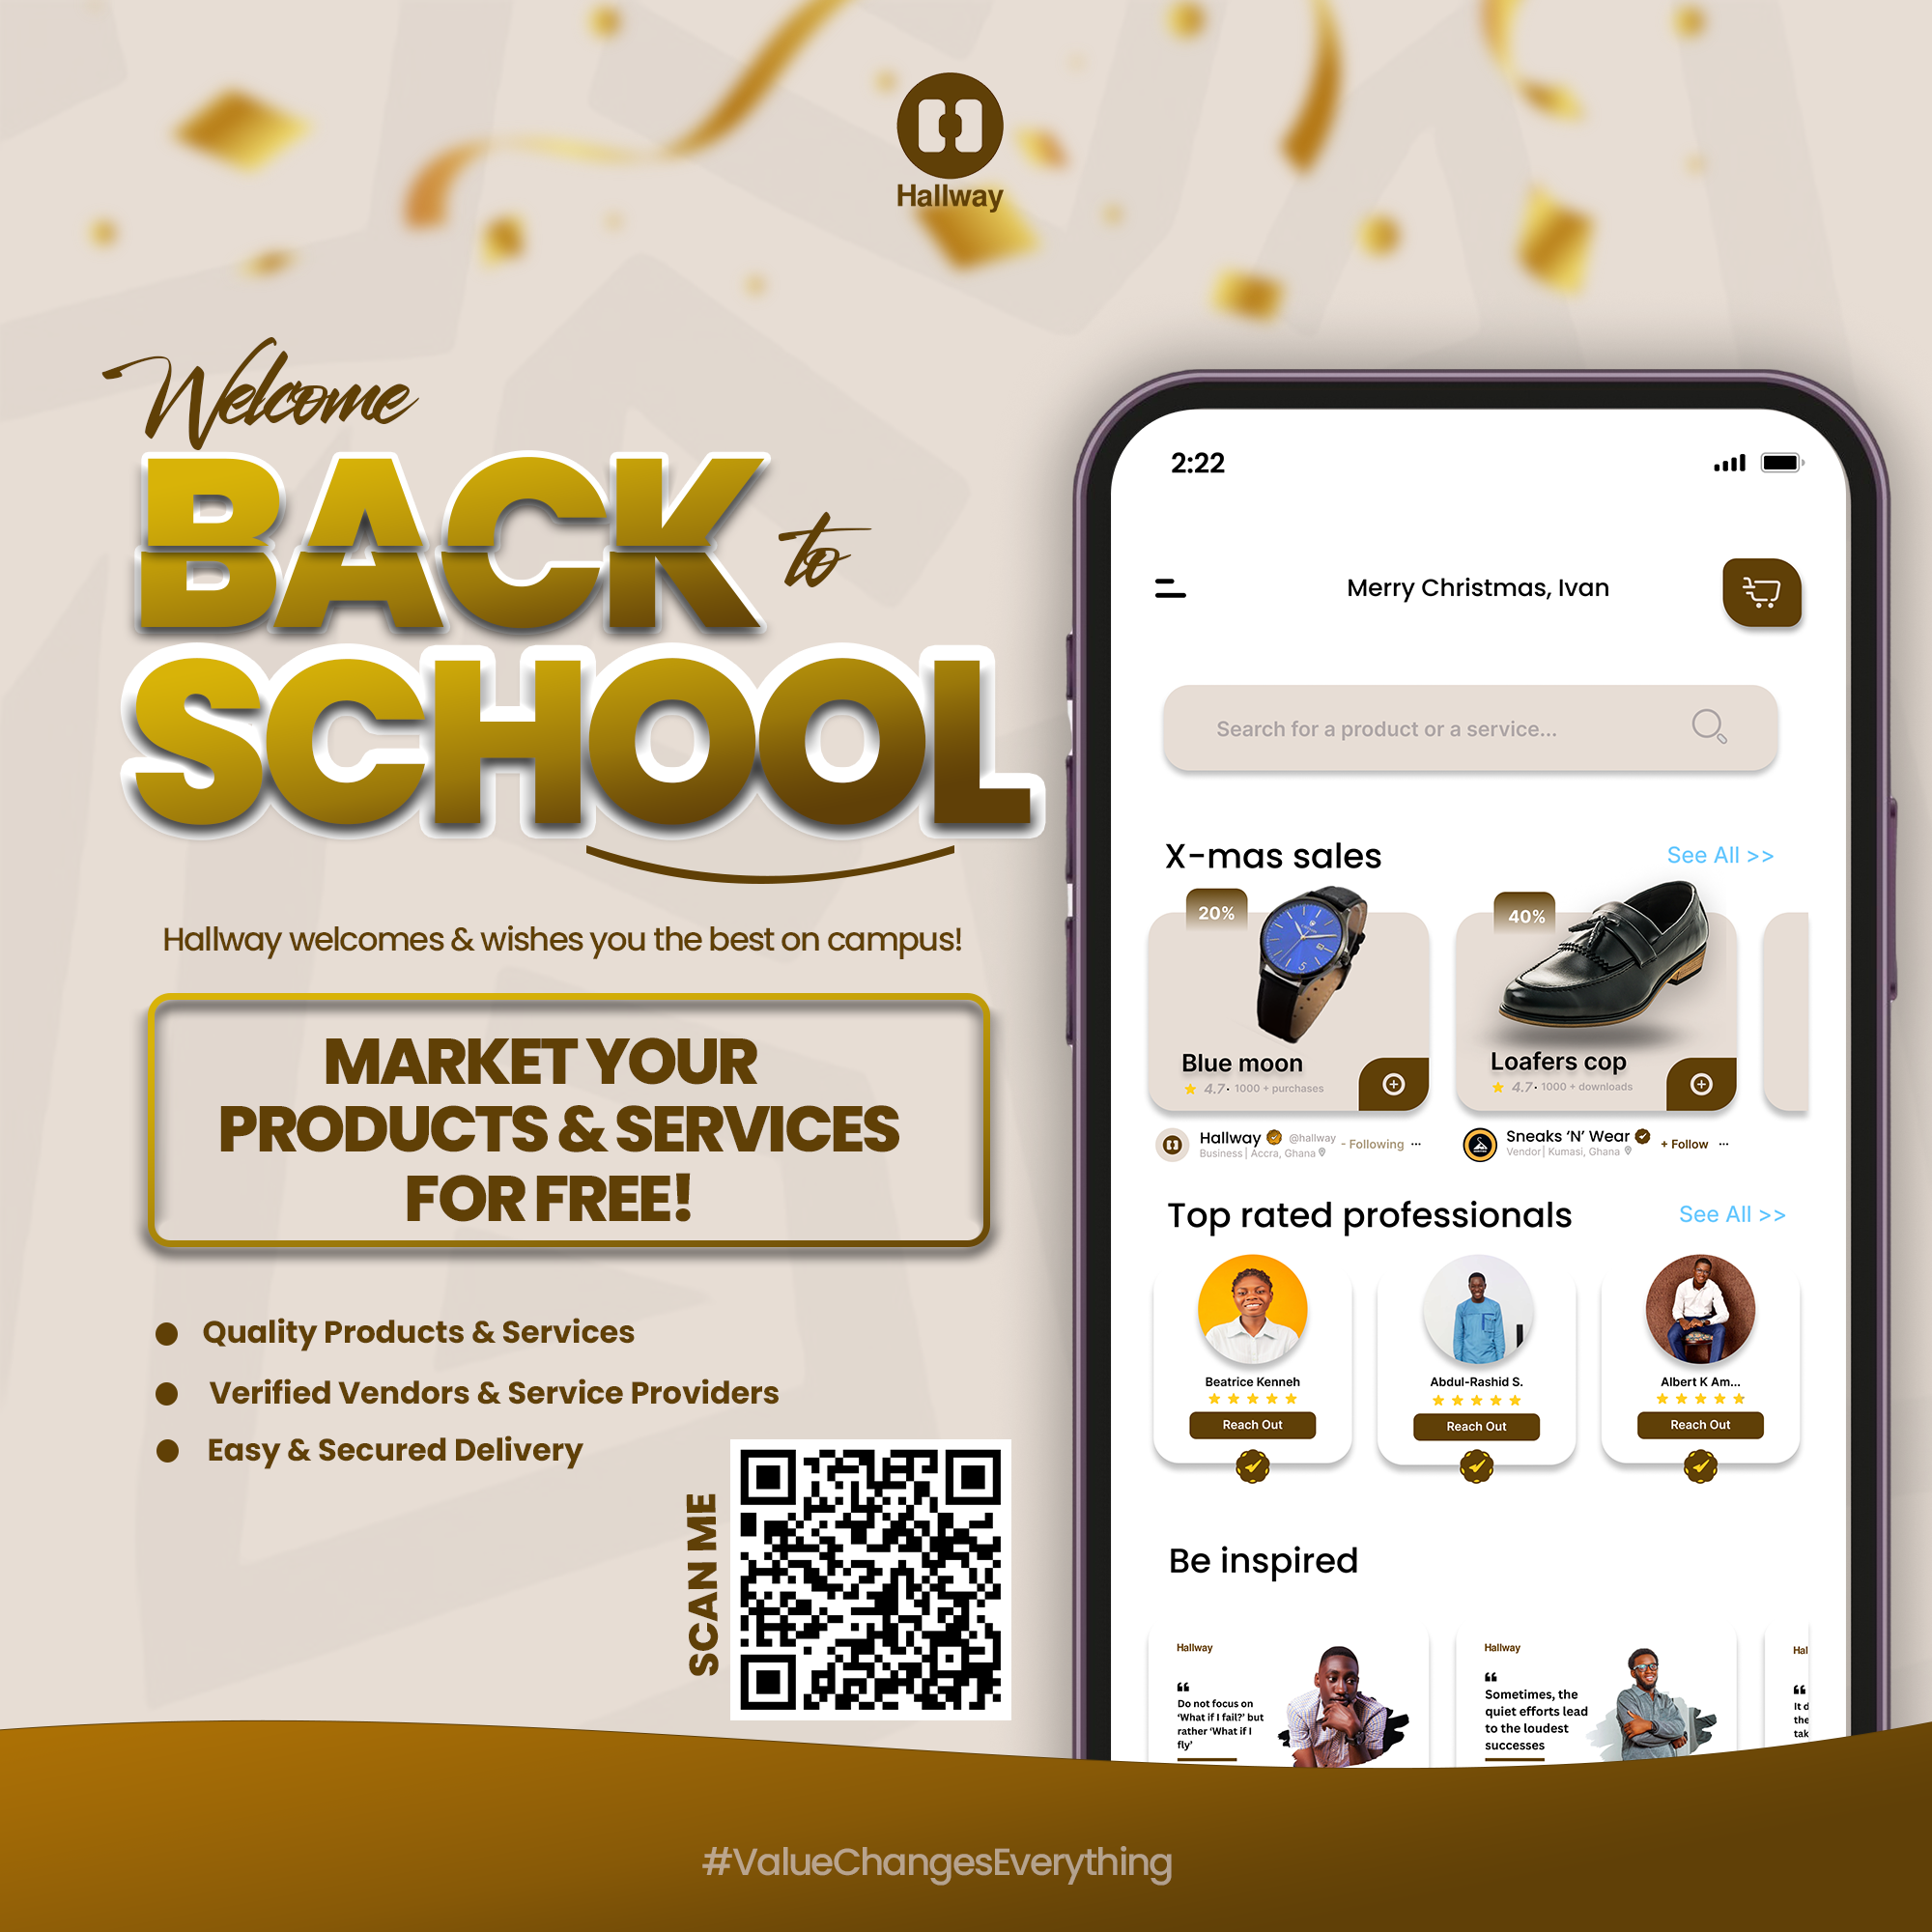 Hallway
Welcome
BACK to
SCHOOL
Hallway welcomes & wishes you the best on campus!
MARKET YOUR
PRODUCTS & SERVICES
FOR FREE!
Quality Products & Services
Verified Vendors & Service Providers
Easy & Secured Delivery
SCAN ME
2:22
Merry Christmas, Ivan
Search for a product or a service...
X-mas sales See All >>
20% 40%
Blue moon Loafers cop
4.7 • 1000 + purchases 4.7 • 1000 + downloads
Hallway @hallway - Following ... Sneaks ‘N’ Wear + Follow ...
Business | Accra, Ghana Vendor | Kumasi, Ghana
Top rated professionals See All >>
Beatrice Kenneh Abdul-Rashid S. Albert K Am...
Reach Out Reach Out Reach Out
Be inspired
Hallway
“
Do not focus on
‘What if I fail?’ but
rather ‘What if I
fly’
Hallway
“
Sometimes, the
quiet efforts lead
to the loudest
successes
Hal
“
It d
the
tak
#ValueChangesEverything